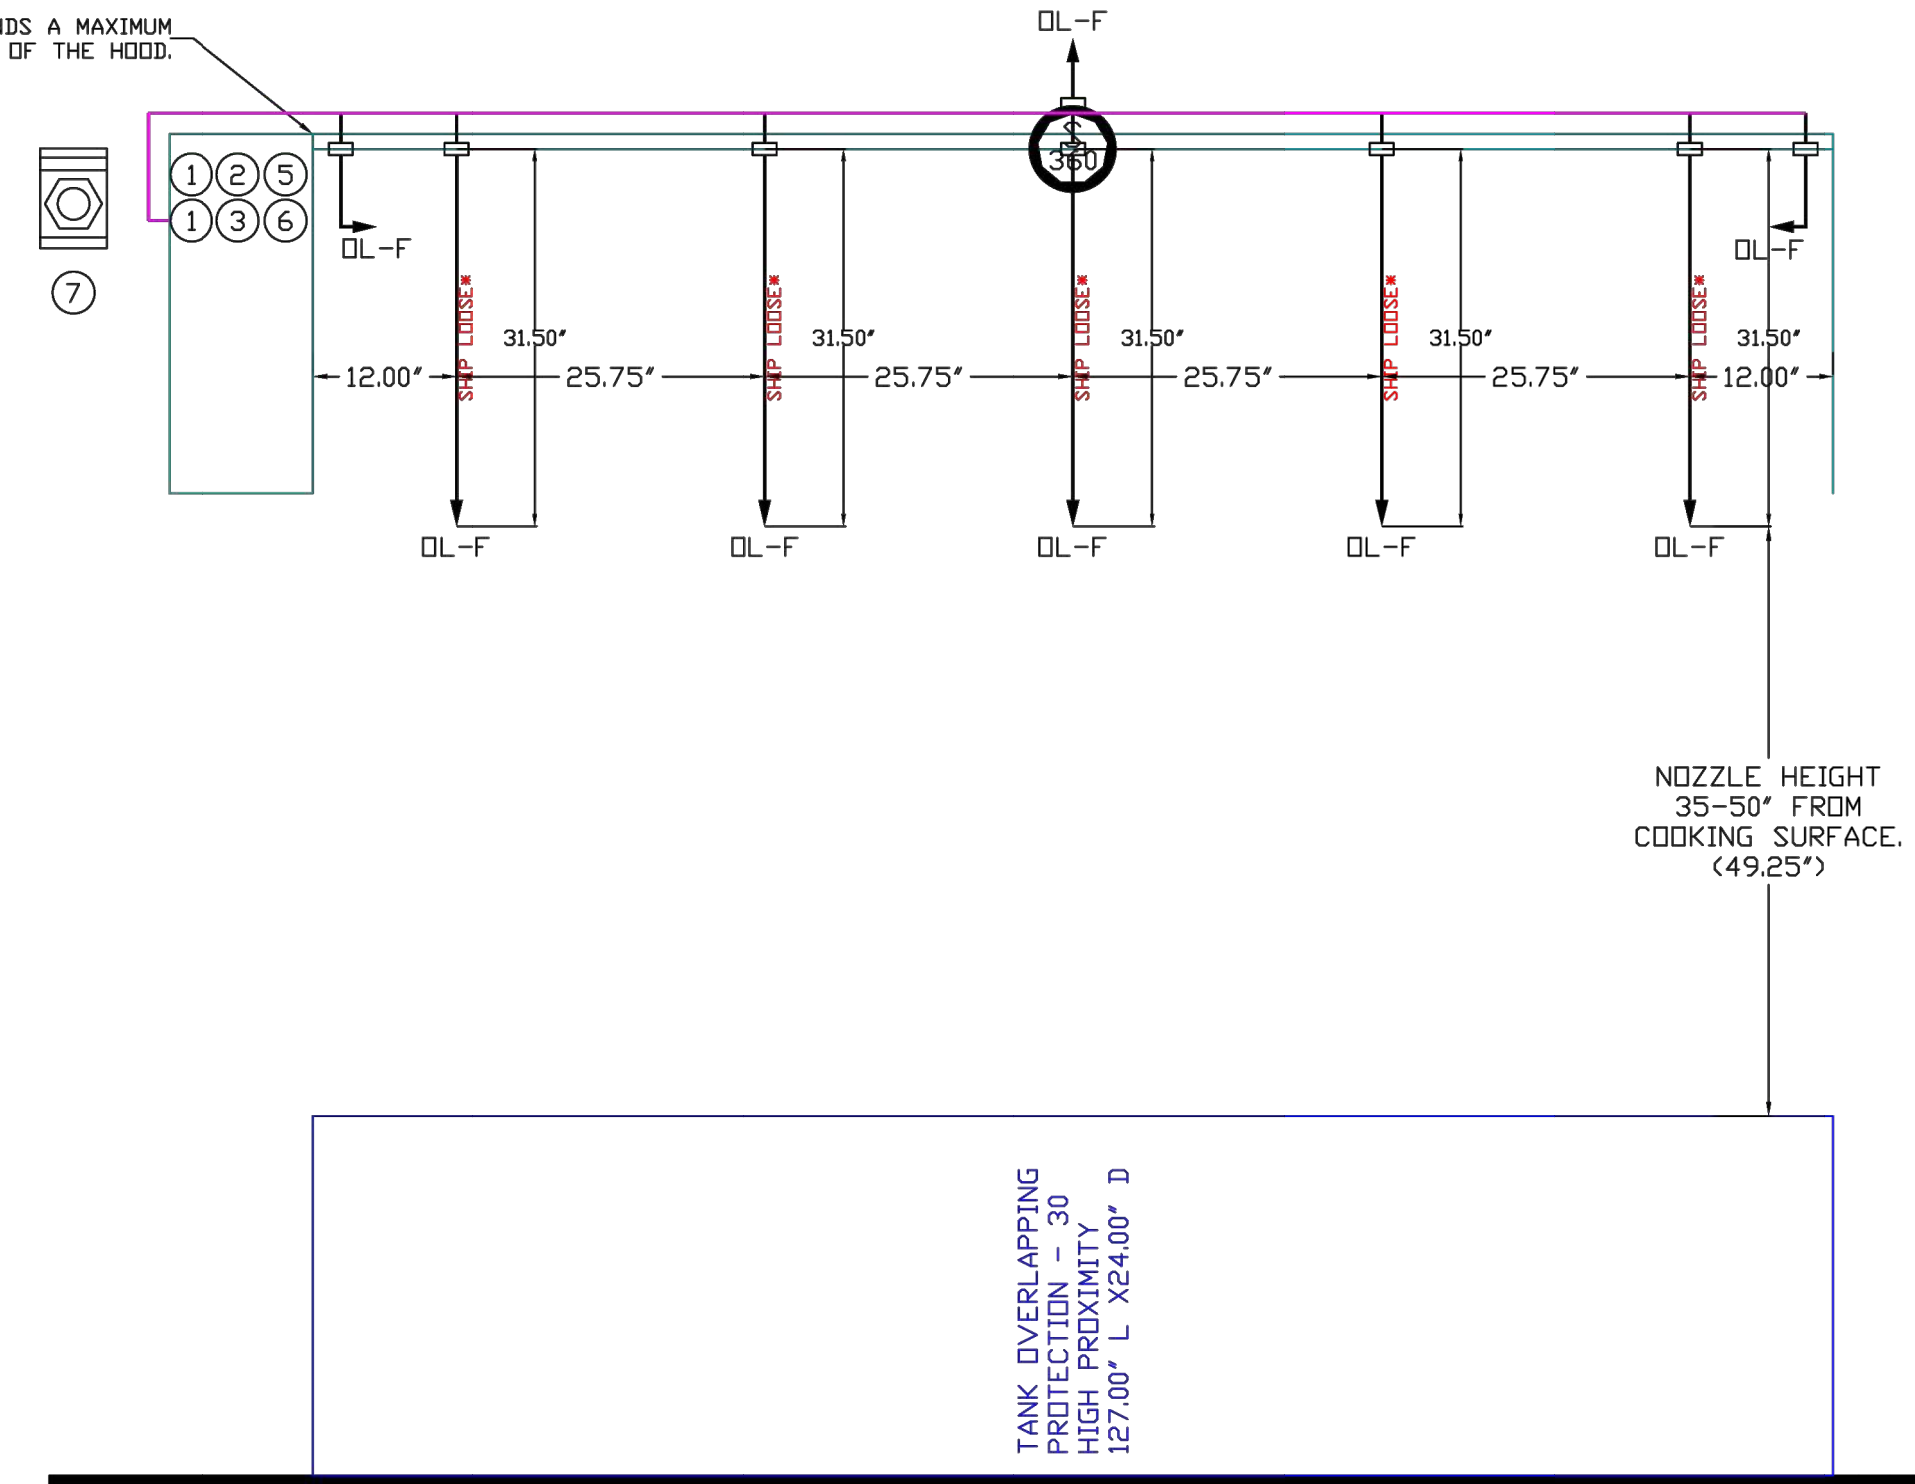 NDS A MAXIMUM
OF THE HOOD.
OL-F
360
1 2 5
1 3 6
7
OL-F
OL-F
SHIP LOOSE*
SHIP LOOSE*
SHIP LOOSE*
SHIP LOOSE*
SHIP LOOSE*
31.50"
31.50"
31.50"
31.50"
31.50"
12.00"
25.75"
25.75"
25.75"
25.75"
12.00"
OL-F
OL-F
OL-F
OL-F
OL-F
NOZZLE HEIGHT
35-50" FROM
COOKING SURFACE.
(49.25")
TANK OVERLAPPING
PROTECTION - 30
HIGH PROXIMITY
127.00" L X24.00" D